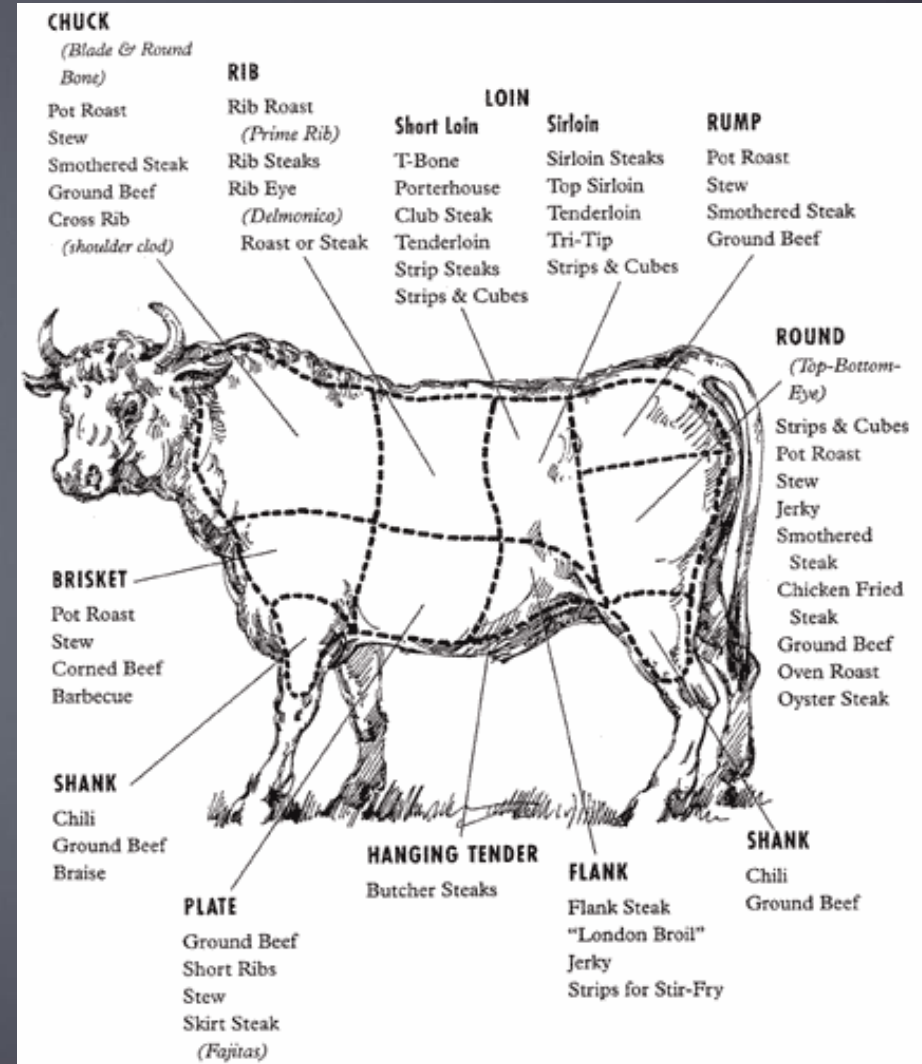 CHUCK
(Blade & Round
Bone)
Pot Roast
Stew
Smothered Steak
Ground Beef
Cross Rib
(shoulder clod)
RIB
Rib Roast
(Prime Rib)
Rib Steaks
Rib Eye
(Delmonico)
Roast or Steak
LOIN
Short Loin
T-Bone
Porterhouse
Club Steak
Tenderloin
Strip Steaks
Strips & Cubes
Sirloin
Sirloin Steaks
Top Sirloin
Tenderloin
Tri-Tip
Strips & Cubes
RUMP
Pot Roast
Stew
Smothered Steak
Ground Beef
ROUND
(Top-Bottom-
Eye)
Strips & Cubes
Pot Roast
Stew
Jerky
Smothered
Steak
Chicken Fried
Steak
Ground Beef
Oven Roast
Oyster Steak
BRISKET
Pot Roast
Stew
Corned Beef
Barbecue
SHANK
Chili
Ground Beef
Braise
PLATE
Ground Beef
Short Ribs
Stew
Skirt Steak
(Fajitas)
HANGING TENDER
Butcher Steaks
FLANK
Flank Steak
“London Broil”
Jerky
Strips for Stir-Fry
SHANK
Chili
Ground Beef